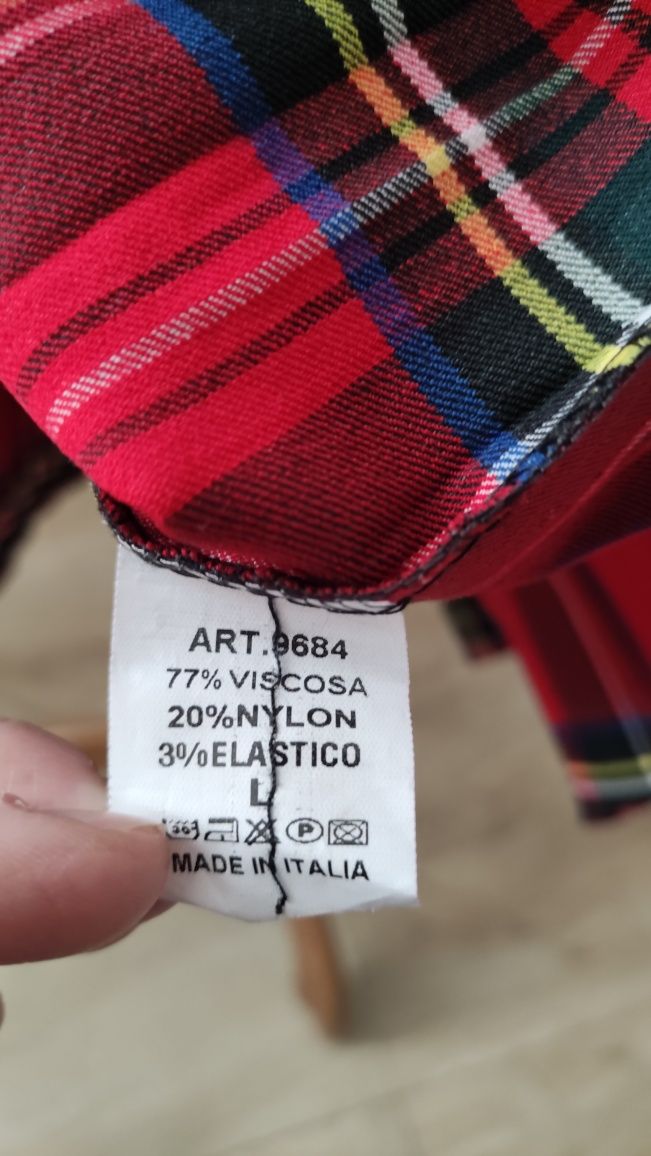 ART.9684
77% VISCOSA
20%NYLON
3%ELASTICO
L
P
MADE IN ITALIA